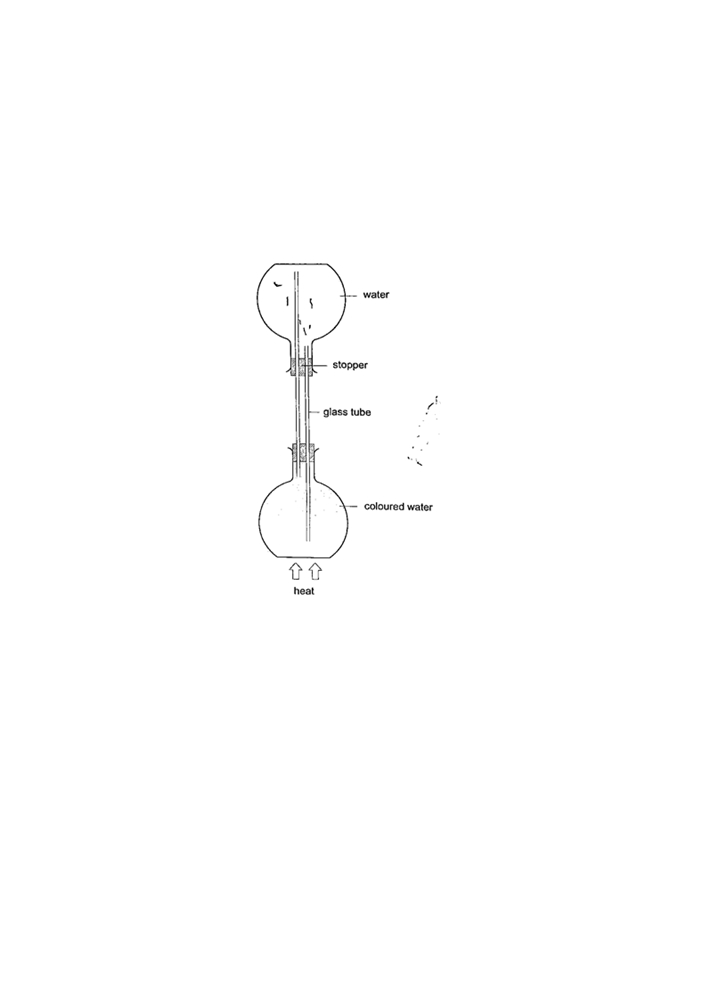 water
stopper
glass tube
coloured water
heat